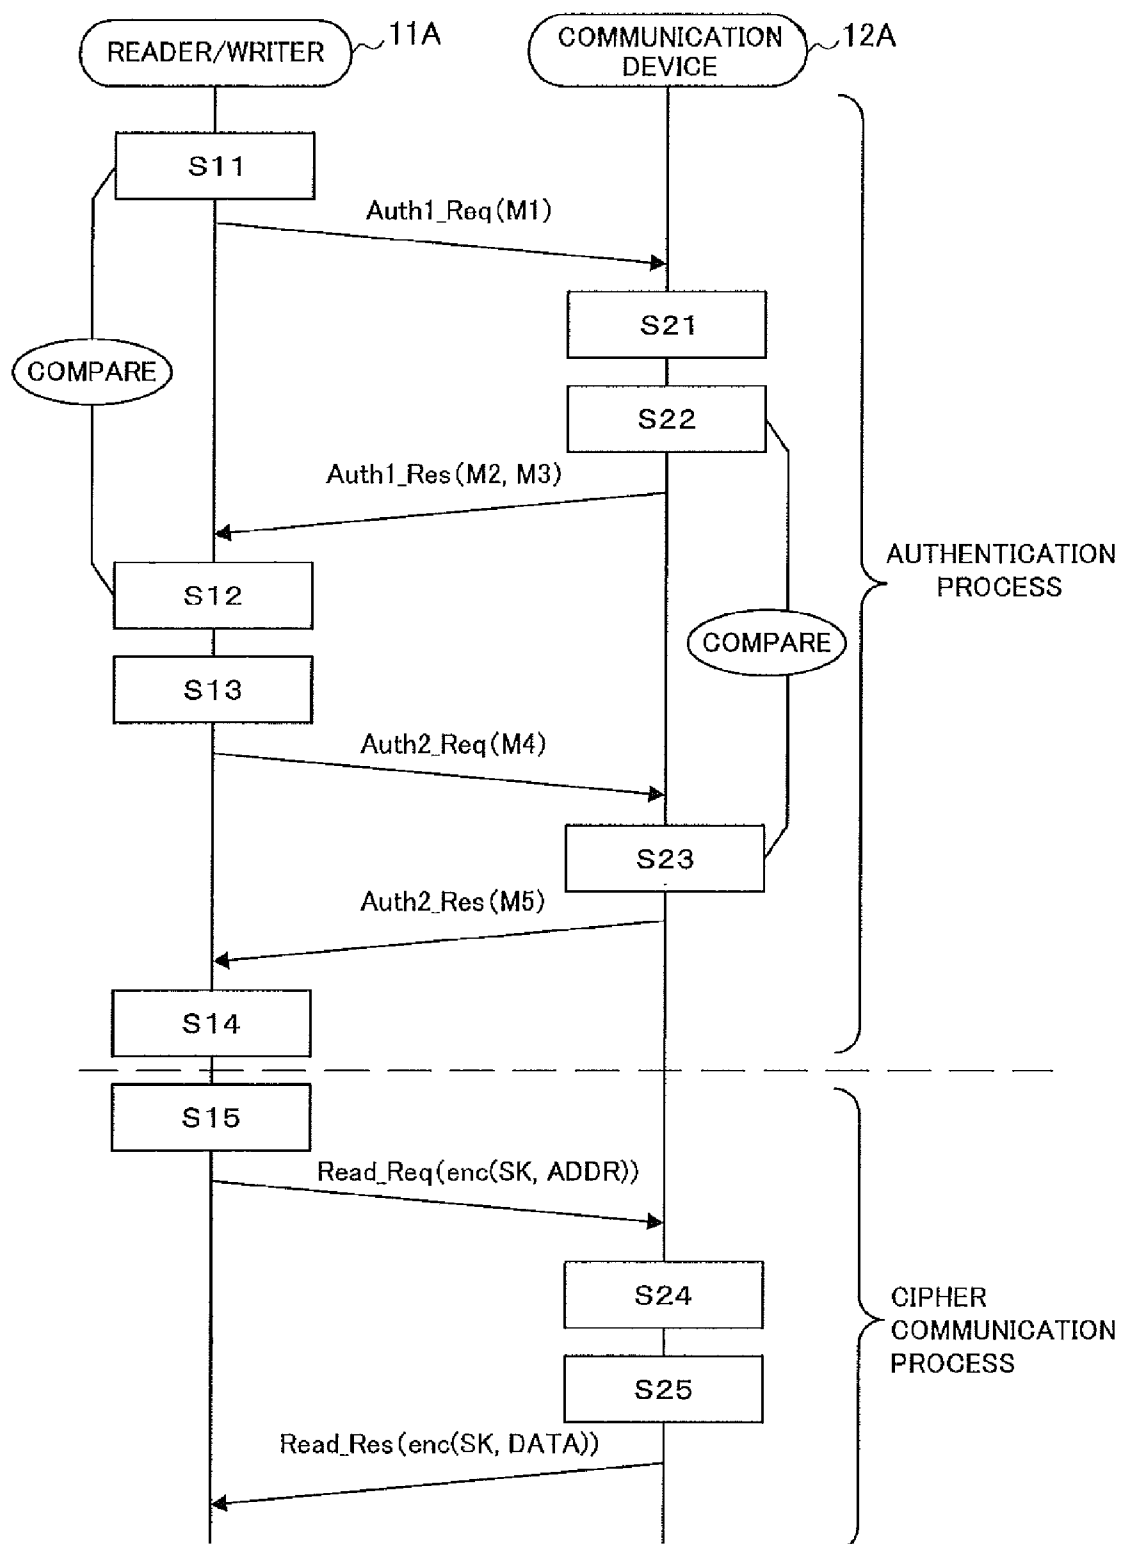 READER/WRITER
11A
COMMUNICATION
DEVICE
12A
S11
Auth1_Req(M1)
S21
COMPARE
S22
Auth1_Res(M2, M3)
AUTHENTICATION
PROCESS
S12
COMPARE
S13
Auth2_Req(M4)
S23
Auth2_Res(M5)
S14
S15
Read_Req(enc(SK, ADDR))
S24
CIPHER
COMMUNICATION
PROCESS
S25
Read_Res(enc(SK, DATA))